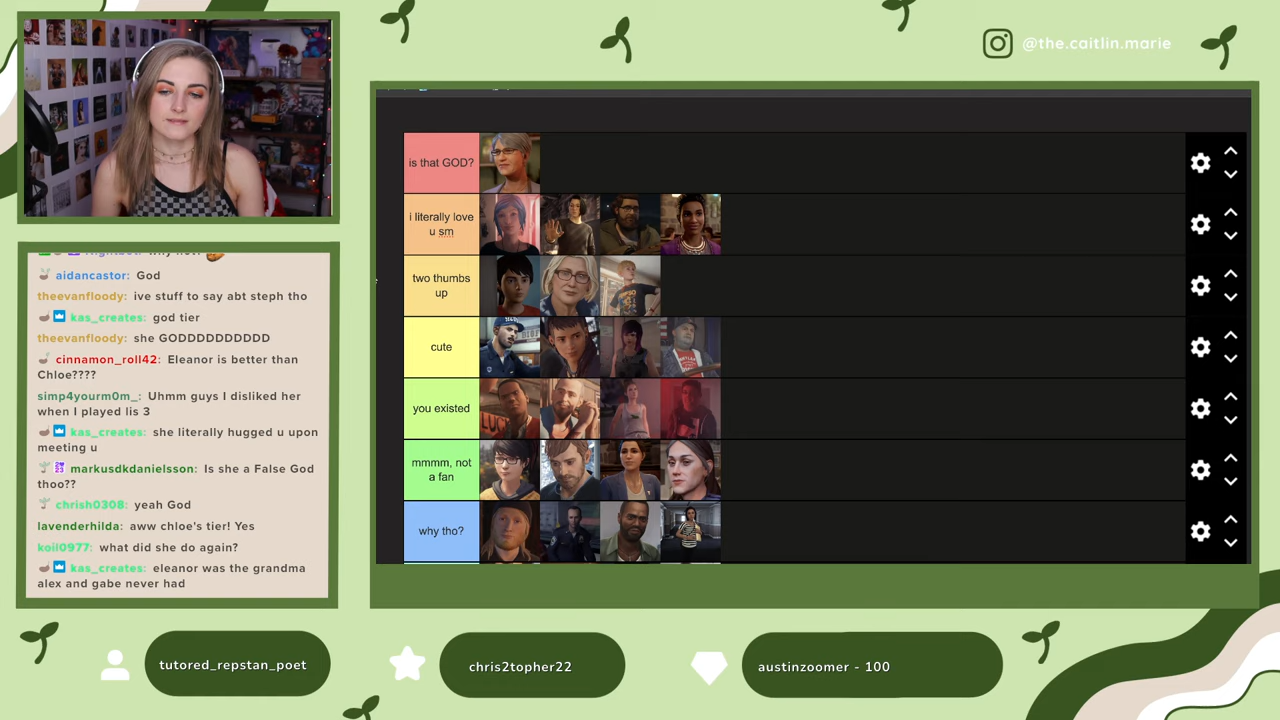 @the.caitlin.marie
aidancastor: God
theevanfloody: ive stuff to say abt steph tho
kas_creates: god tier
theevanfloody: she GODDDDDDDDDD
cinnamon_roll42: Eleanor is better than
Chloe????
simp4yourm0m_: Uhmm guys I disliked her
when I played lis 3
kas_creates: she literally hugged u upon
meeting u
markusdkdanielsson: Is she a False God
thoo??
chrish0308: yeah God
lavenderhilda: aww chloe's tier! Yes
koil0977: what did she do again?
kas_creates: eleanor was the grandma
alex and gabe never had
is that GOD?
i literally love
u sm
two thumbs
up
cute
you existed
mmmm, not
a fan
why tho?
tutored_repstan_poet
chris2topher22
austinzoomer - 100